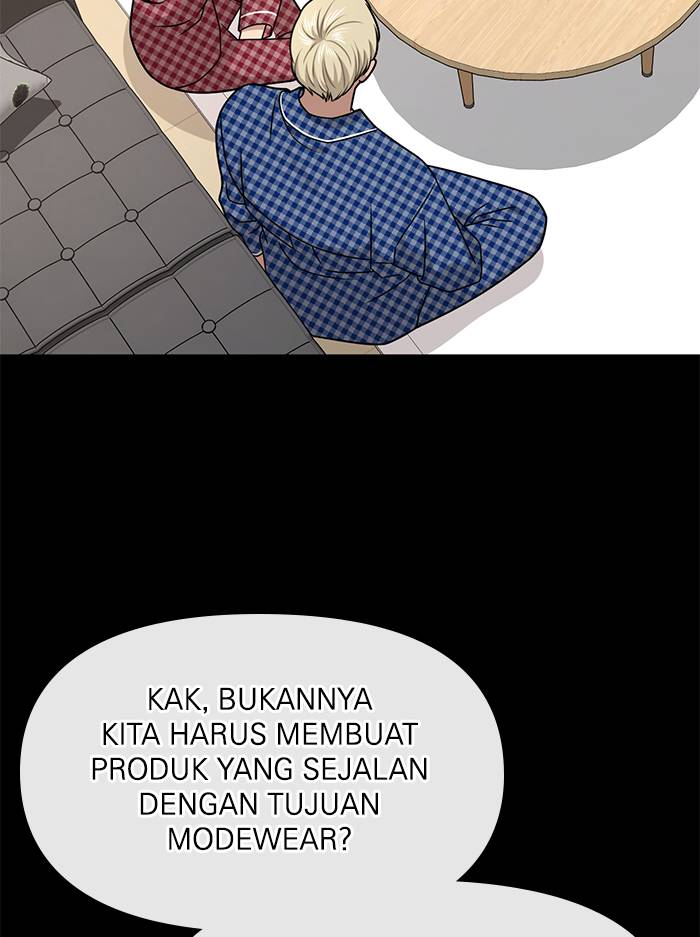 KAK, BUKANNYA
KITA HARUS MEMBUAT
PRODUK YANG SEJALAN
DENGAN TUJUAN
MODEWEAR?